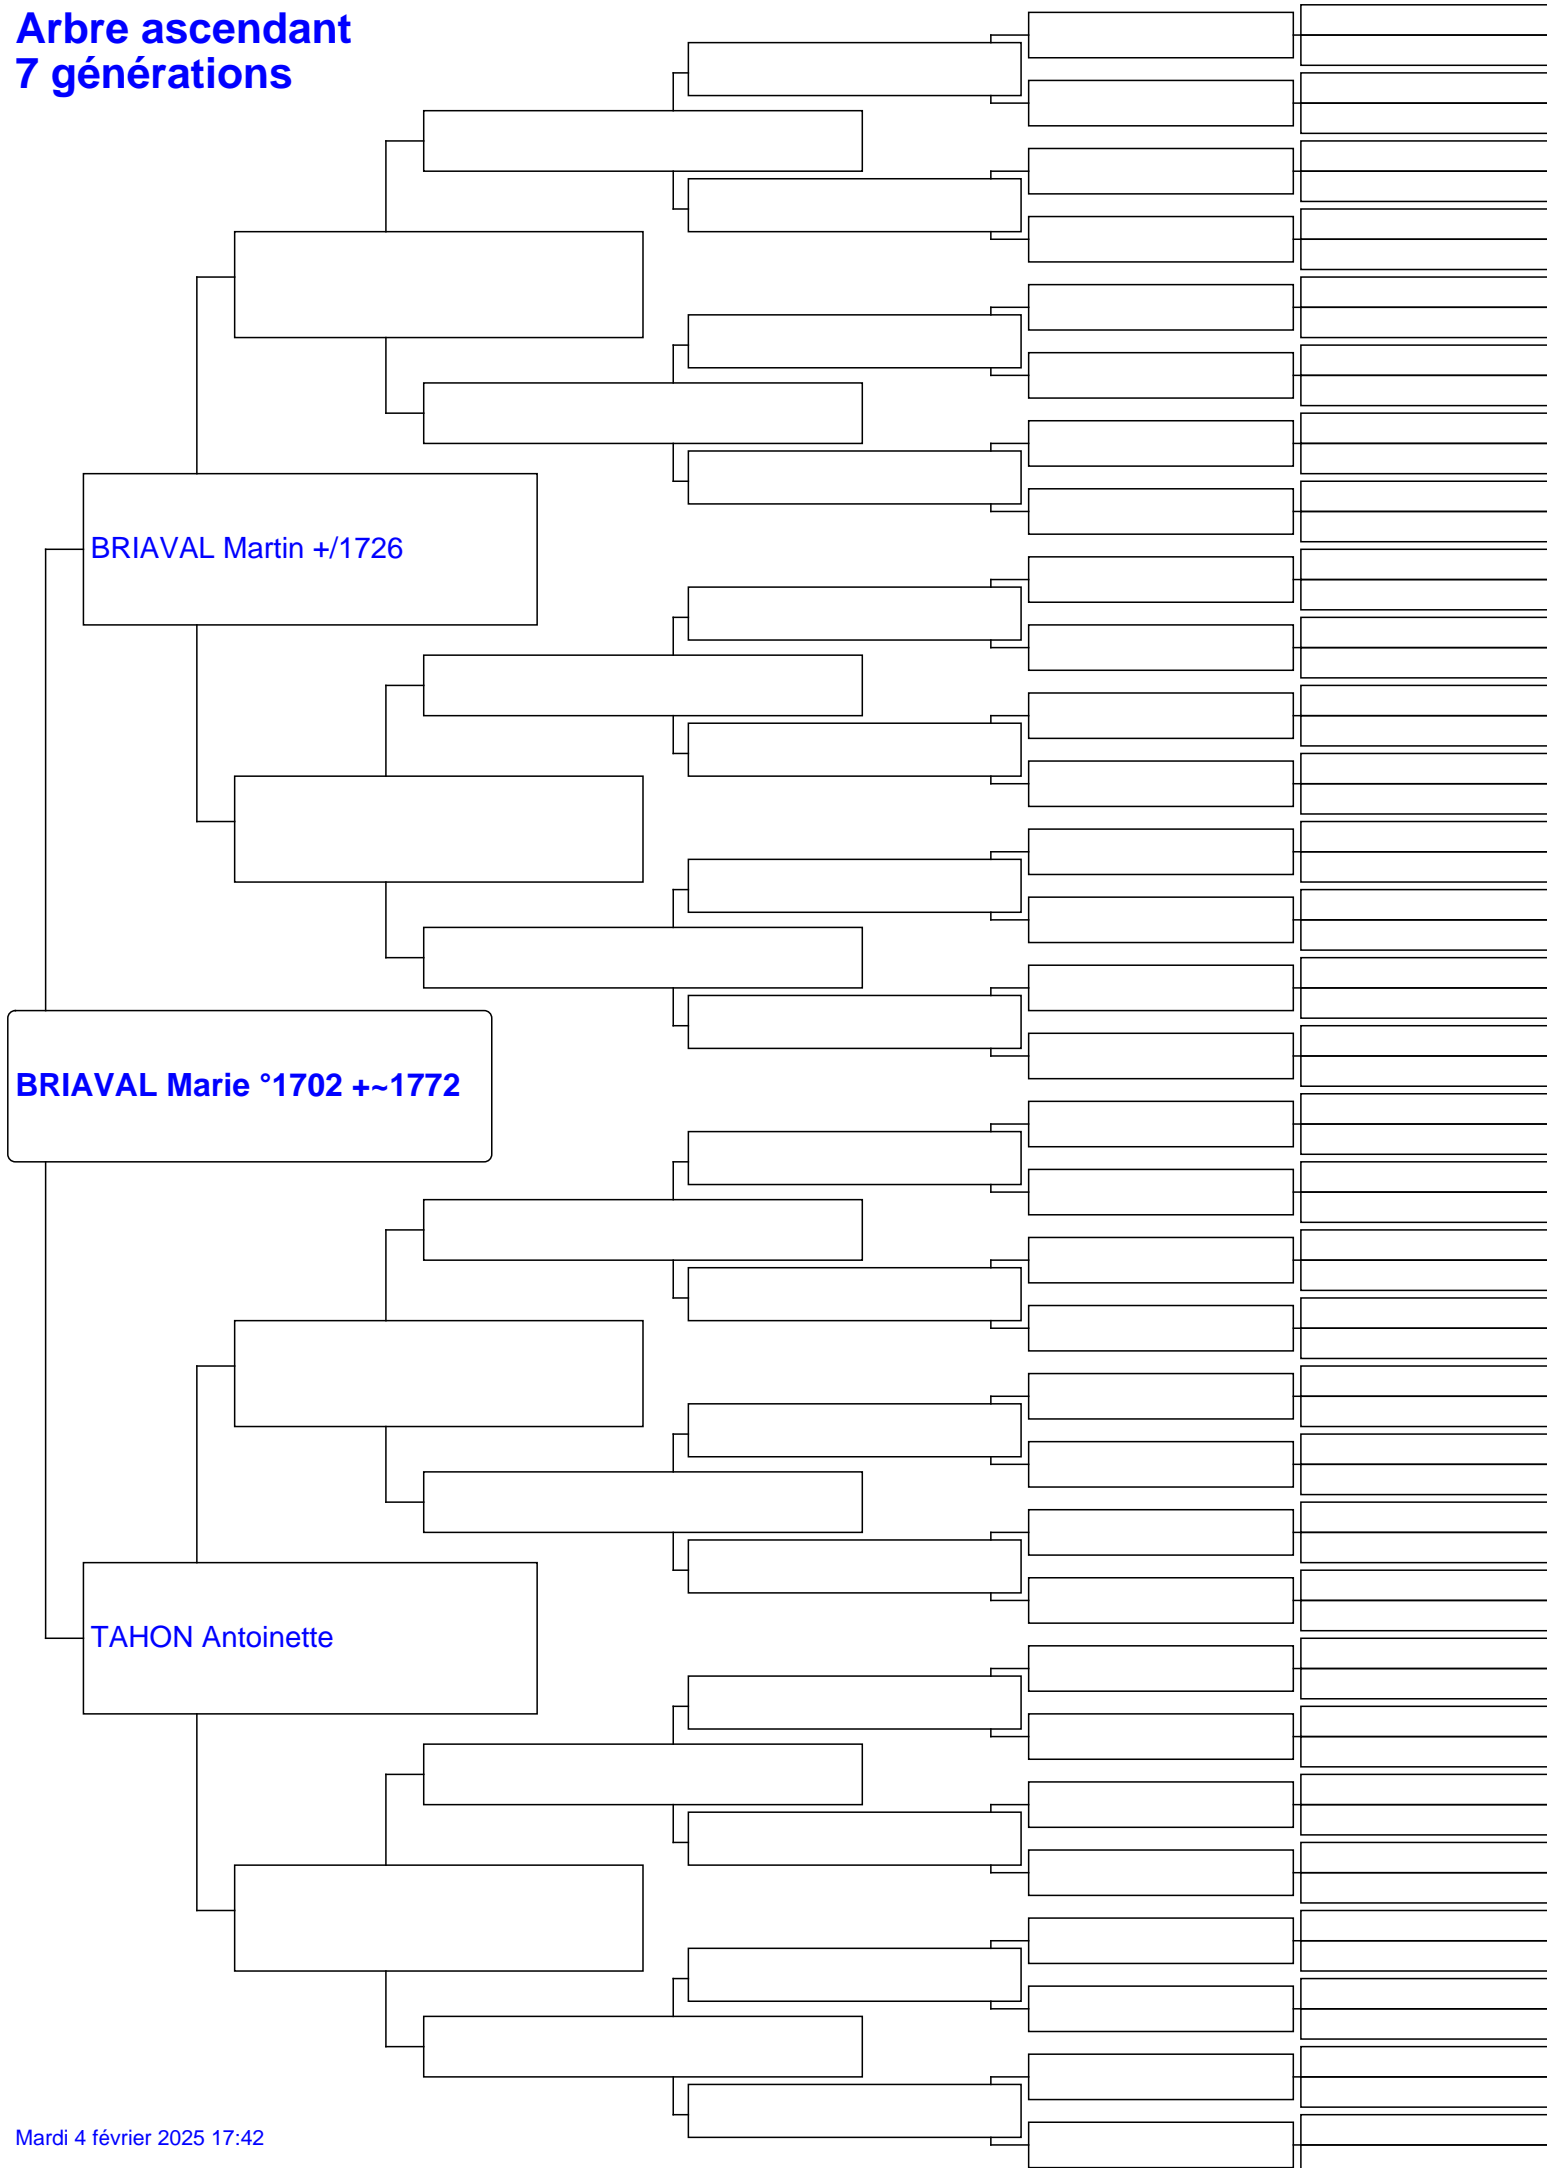 Arbre ascendant
7 générations
BRIAVAL Martin +/1726
BRIAVAL Marie °1702 +~1772
TAHON Antoinette
Mardi 4 février 2025 17:42